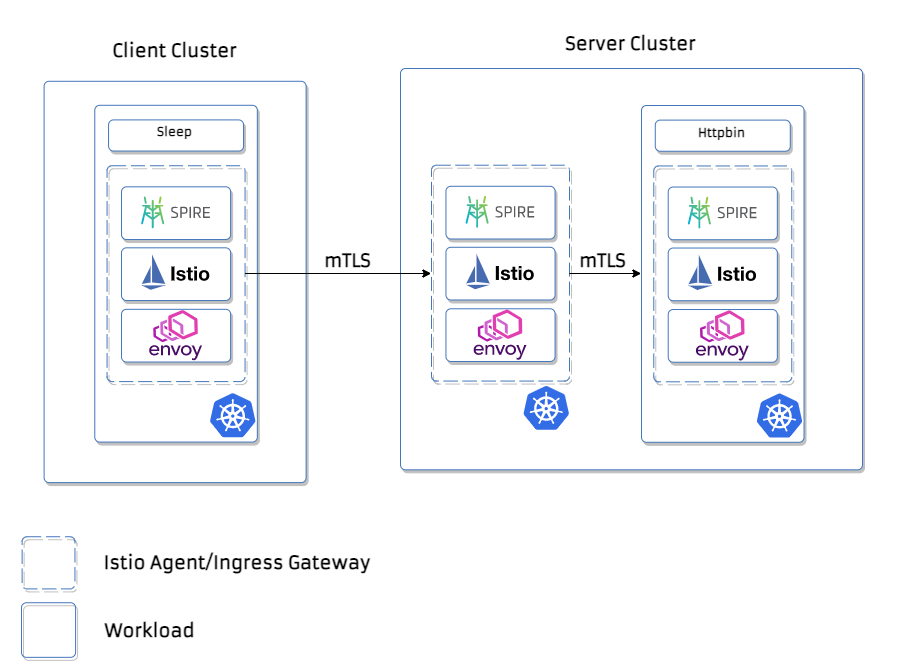 Client Cluster
Server Cluster
Sleep
Httpbin
SPIRE
SPIRE
SPIRE
Istio
mTLS
Istio
mTLS
Istio
envoy
envoy
envoy
Istio Agent/Ingress Gateway
Workload